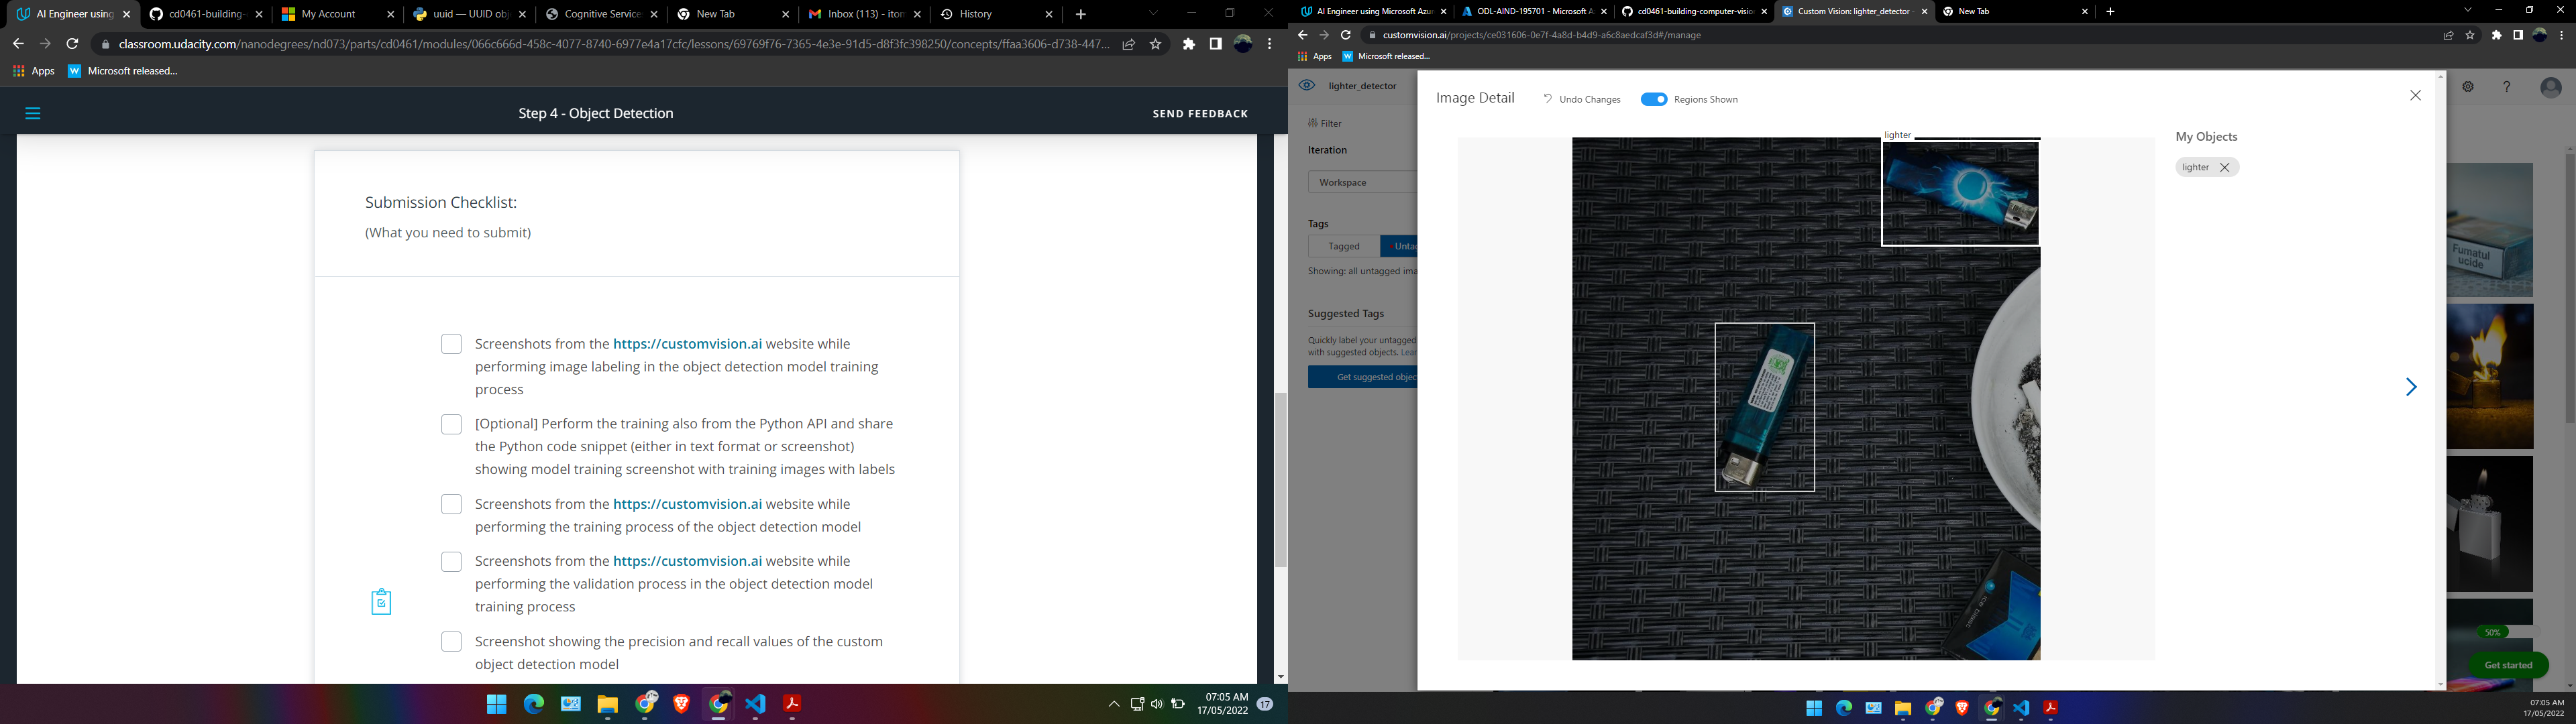 AI Engineer using
cd0461-building-
My Account
uuid — UUID obj
Cognitive Service
New Tab
Inbox (113) - iton
History
classroom.udacity.com/nanodegrees/nd073/parts/cd0461/modules/066c666d-458c-4077-8740-6977e4a17cfc/lessons/69769f76-7365-4e3e-91d5-d8f3fc398250/concepts/ffaa3606-d738-447...
Apps
Microsoft released...
Step 4 - Object Detection
SEND FEEDBACK
Submission Checklist:
(What you need to submit)
Screenshots from the https://customvision.ai website while
performing image labeling in the object detection model training
process
[Optional] Perform the training also from the Python API and share
the Python code snippet (either in text format or screenshot)
showing model training screenshot with training images with labels
Screenshots from the https://customvision.ai website while
performing the training process of the object detection model
Screenshots from the https://customvision.ai website while
performing the validation process in the object detection model
training process
Screenshot showing the precision and recall values of the custom
object detection model
07:05 AM
17/05/2022
17
AI Engineer using Microsoft Azur
ODL-AIND-195701 - Microsoft A
cd0461-building-computer-visio
Custom Vision: lighter_detector
New Tab
customvision.ai/projects/ce031606-0e7f-4a8d-b4d9-a6c8aedcaf3d#/manage
Apps
Microsoft released...
lighter_detector
Filter
Iteration
Workspace
Tags
Tagged
Untag
Showing: all untagged ima
Suggested Tags
Quickly label your untagged
with suggested objects. Lear
Get suggested objec
Image Detail
Undo Changes
Regions Shown
lighter
My Objects
lighter
Fumatul
ucide
50%
Get started
07:05 AM
17/05/2022